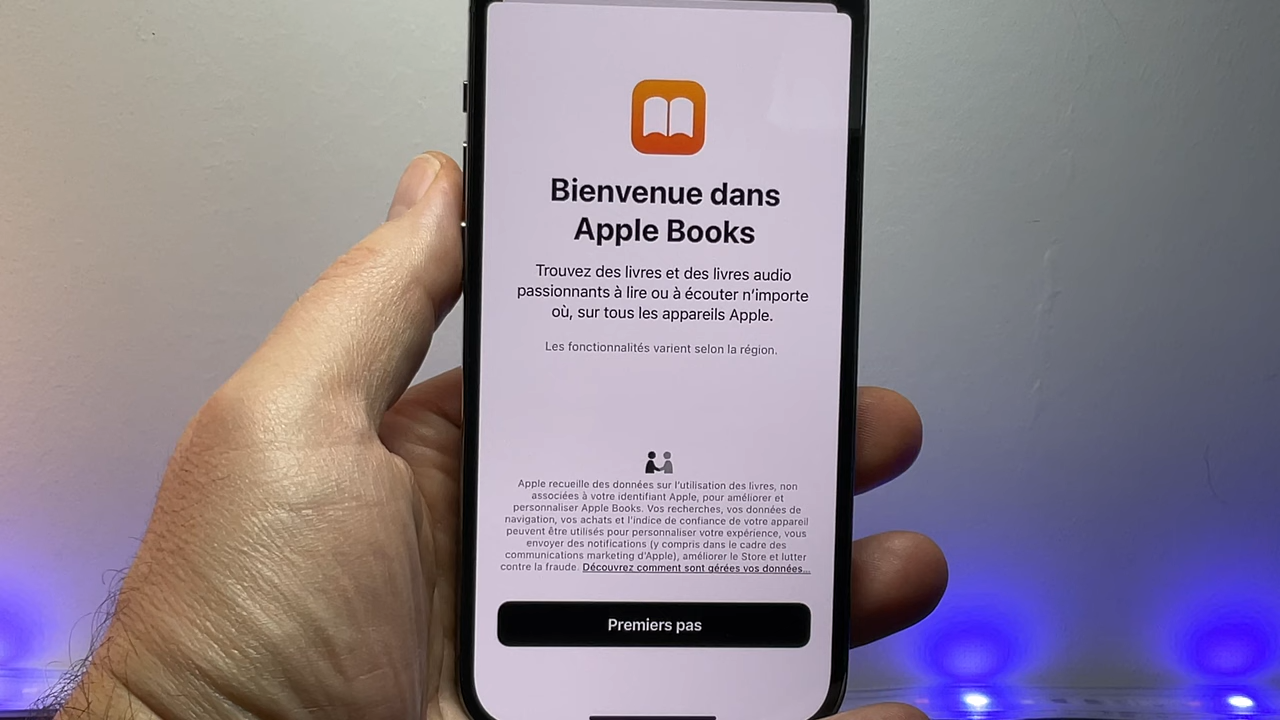 Bienvenue dans
Apple Books
Trouvez des livres et des livres audio
passionnants à lire ou à écouter n'importe
où, sur tous les appareils Apple.
Les fonctionnalités varient selon la région.
Apple recueille des données sur l'utilisation des livres, non
associées à votre identifiant Apple, pour améliorer et
personnaliser Apple Books. Vos recherches, vos données de
navigation, vos achats et l'indice de confiance de votre appareil
peuvent être utilisés pour personnaliser votre expérience, vous
envoyer des notifications (y compris dans le cadre des
communications marketing d'Apple), améliorer le Store et lutter
contre la fraude. Découvrez comment sont gérées vos données...
Premiers pas